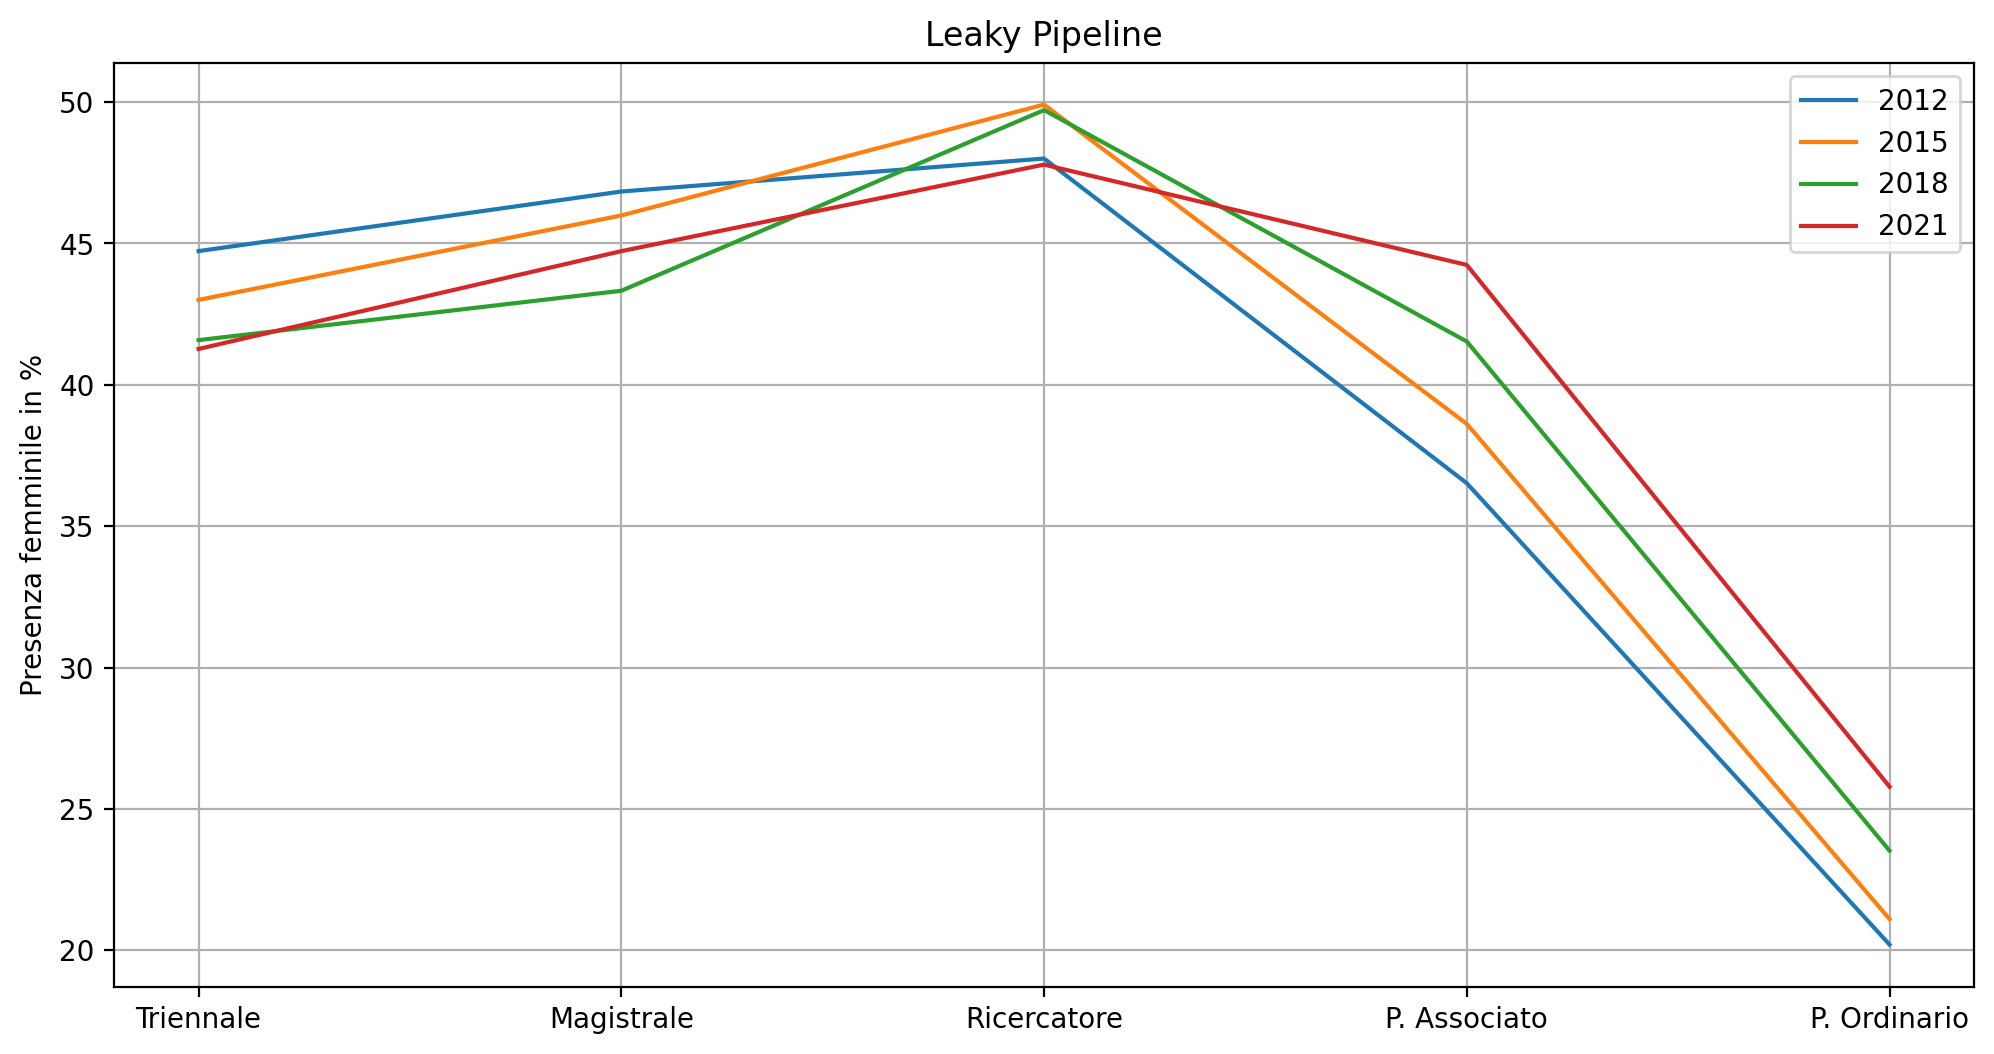 Leaky Pipeline
2012
2015
2018
2021
Presenza femminile in %
50
45
40
35
30
25
20
Triennale
Magistrale
Ricercatore
P. Associato
P. Ordinario